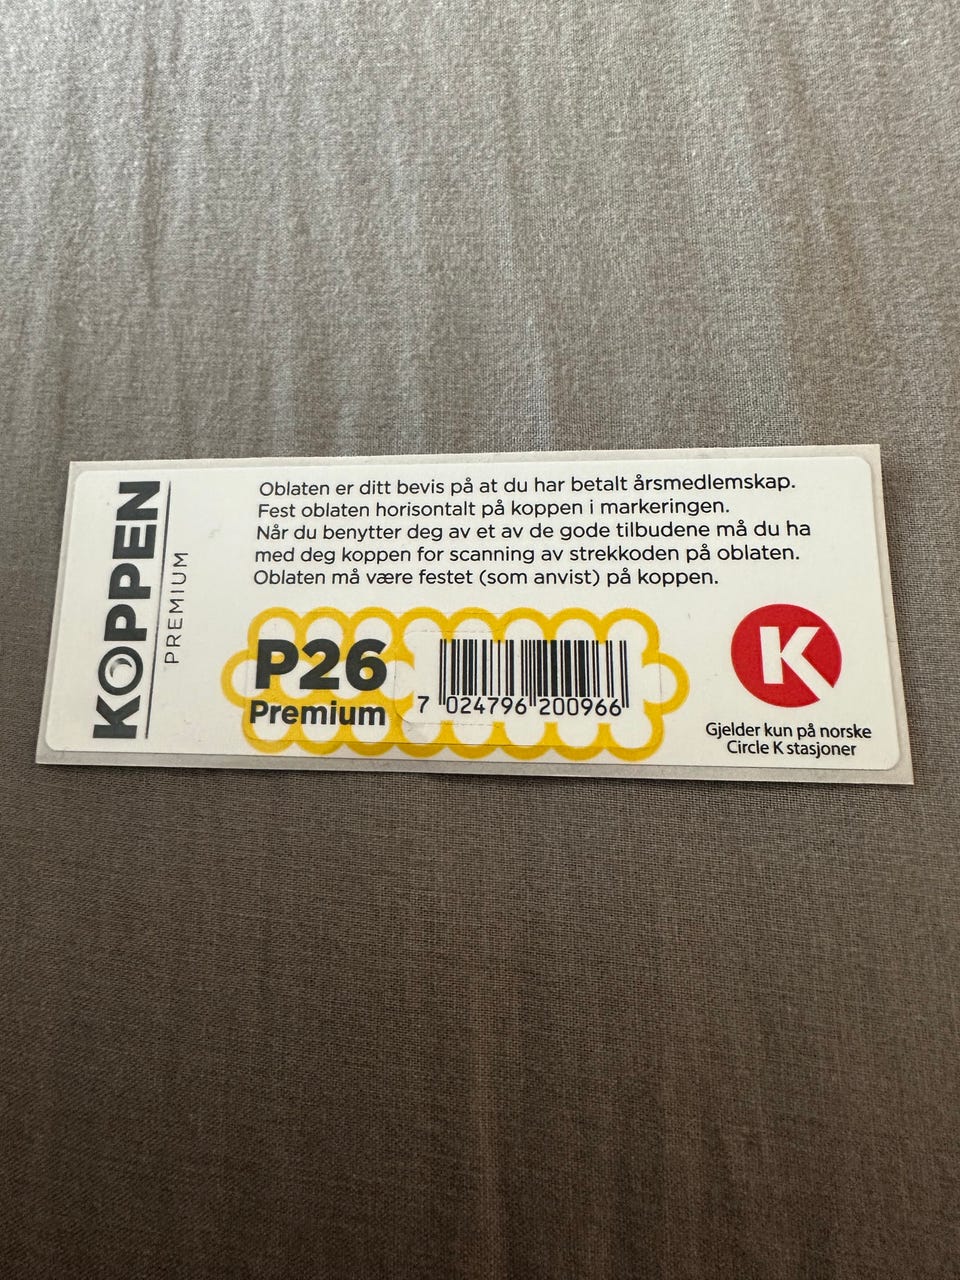 KOPPEN
PREMIUM
Oblaten er ditt bevis på at du har betalt årsmedlemskap.
Fest oblaten horisontalt på koppen i markeringen.
Når du benytter deg av et av de gode tilbudene må du ha
med deg koppen for scanning av strekkoden på oblaten.
Oblaten må være festet (som anvist) på koppen.
P26
Premium
7 024796 200966
K
Gjelder kun på norske
Circle K stasjoner